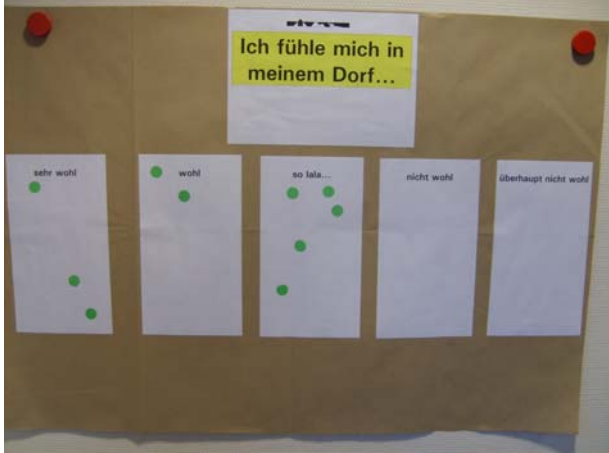 Ich fühle mich in
meinem Dorf...
sehr wohl
wohl
so lala...
nicht wohl
überhaupt nicht wohl